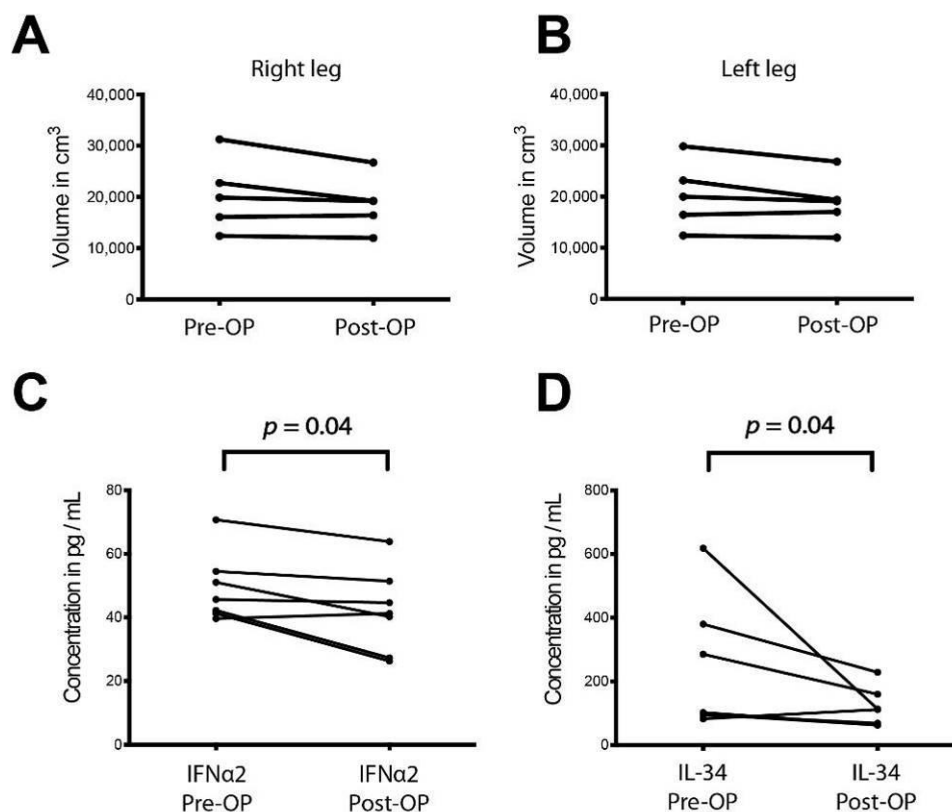 A
Right leg
Volume in cm³
40,000
30,000
20,000
10,000
0
Pre-OP
Post-OP
B
Left leg
Volume in cm³
40,000
30,000
20,000
10,000
0
Pre-OP
Post-OP
C
p = 0.04
Concentration in pg / mL
80
60
40
20
0
IFNα2
Pre-OP
IFNα2
Post-OP
D
p = 0.04
Concentration in pg / mL
800
600
400
200
0
IL-34
Pre-OP
IL-34
Post-OP